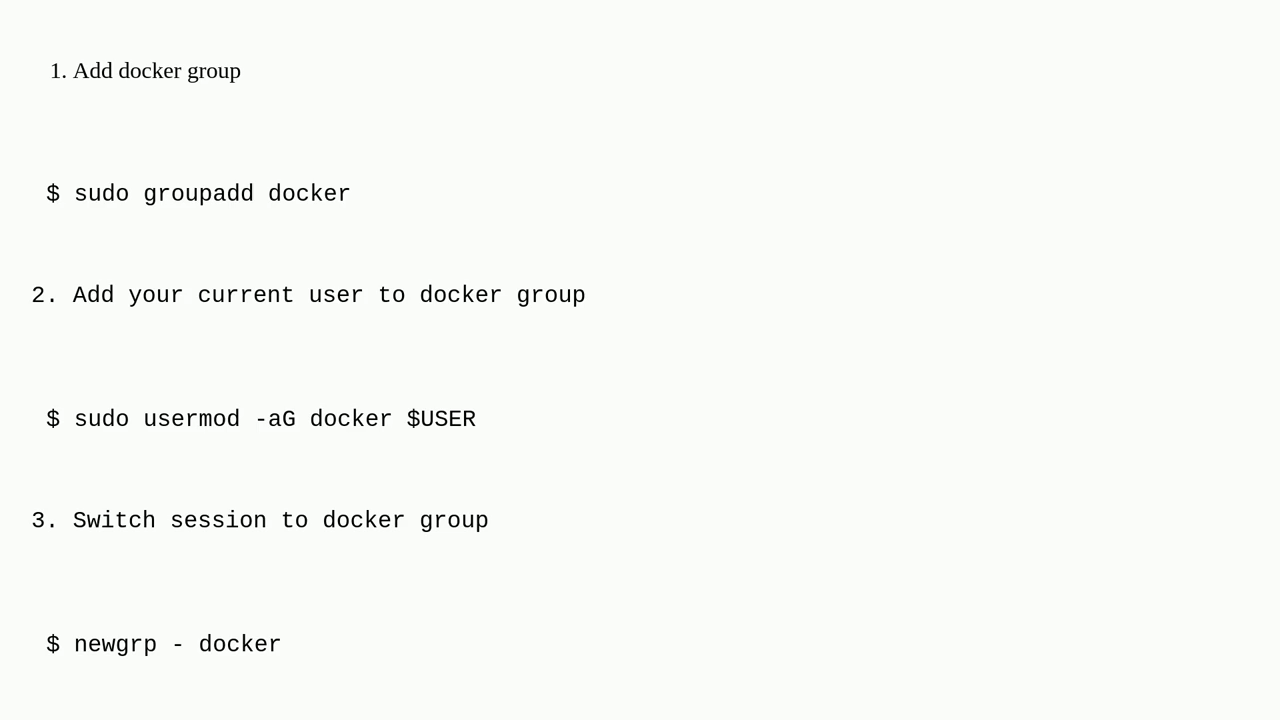 1. Add docker group
$ sudo groupadd docker
2. Add your current user to docker group
$ sudo usermod -aG docker $USER
3. Switch session to docker group
$ newgrp - docker